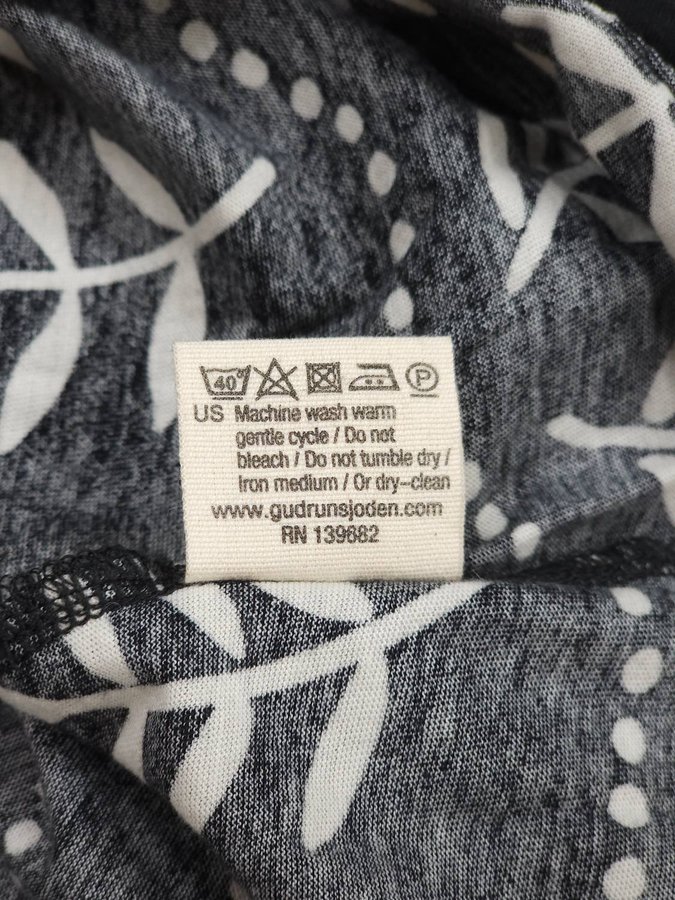 40° P
US Machine wash warm
gentle cycle / Do not
bleach / Do not tumble dry /
Iron medium / Or dry-clean
www.gudrunsjoden.com
RN 139682